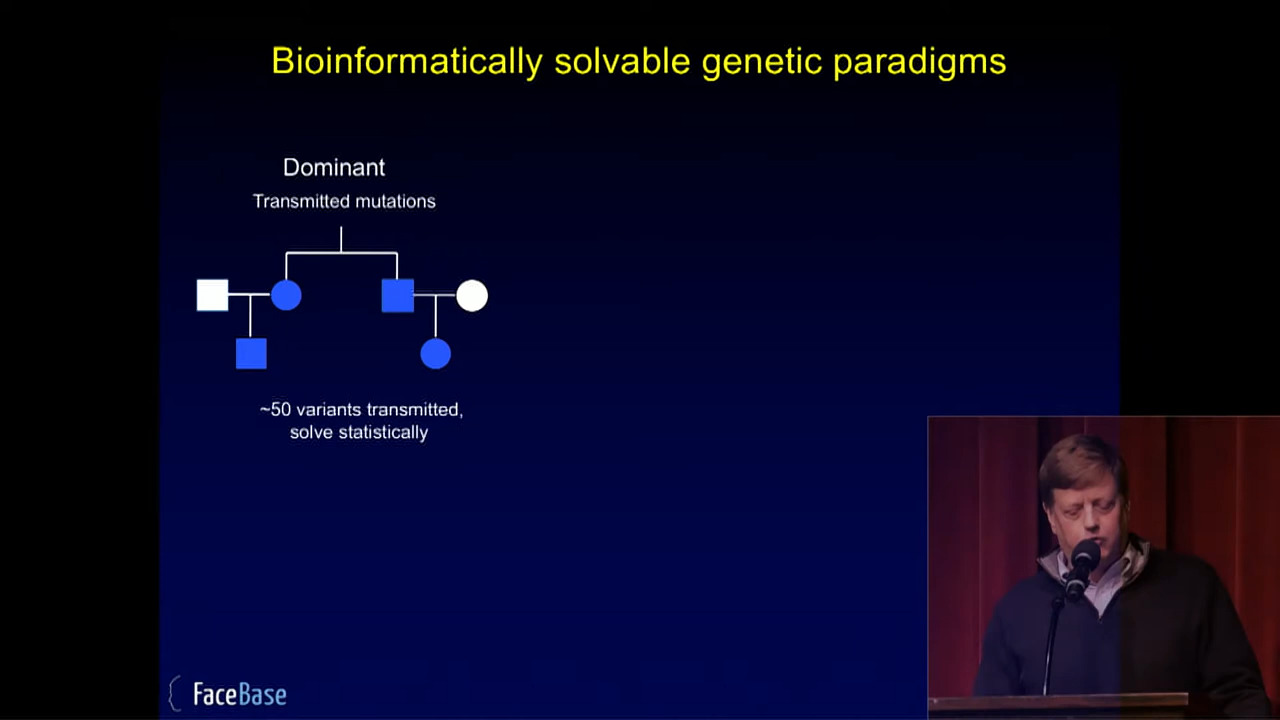 Bioinformatically solvable genetic paradigms
Dominant
Transmitted mutations
~50 variants transmitted,
solve statistically
FaceBase